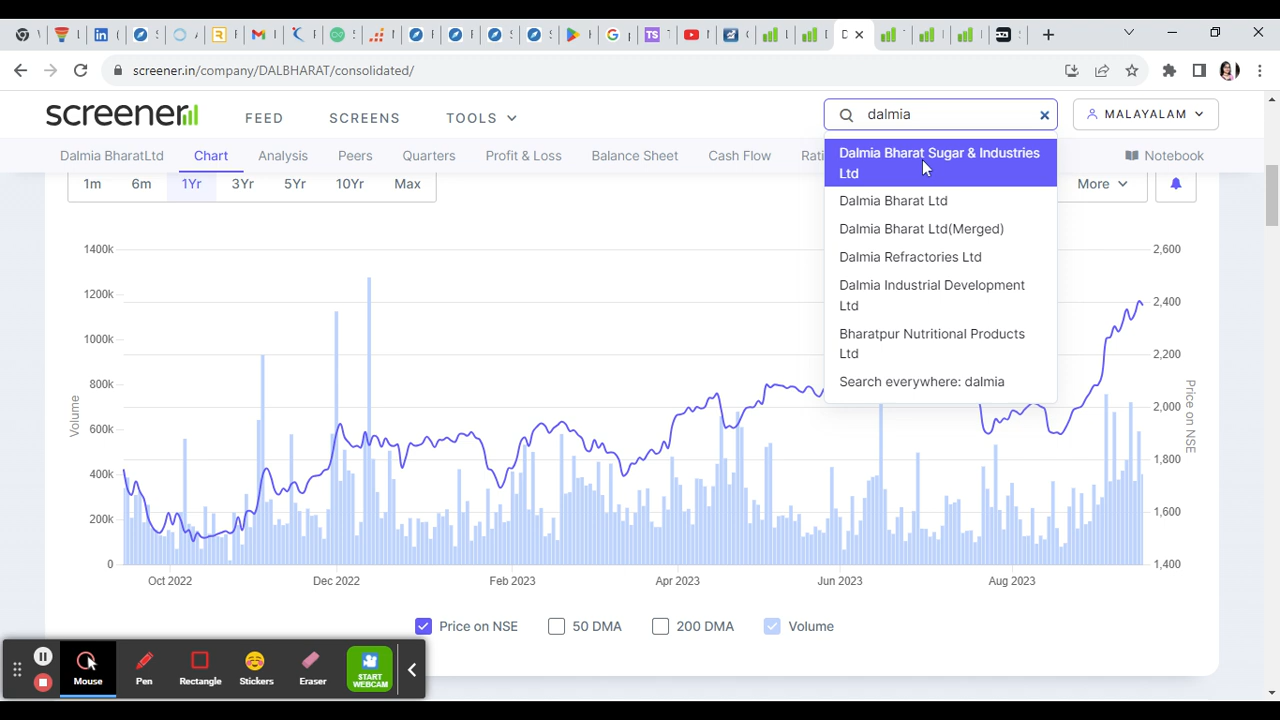 screener.in/company/DALBHARAT/consolidated/
screener
FEED
SCREENS
TOOLS
dalmia
MALAYALAM
Dalmia BharatLtd
Chart
Analysis
Peers
Quarters
Profit & Loss
Balance Sheet
Cash Flow
Notebook
1m
6m
1Yr
3Yr
5Yr
10Yr
Max
More
Dalmia Bharat Sugar & Industries
Ltd
Dalmia Bharat Ltd
Dalmia Bharat Ltd(Merged)
Dalmia Refractories Ltd
Dalmia Industrial Development
Ltd
Bharatpur Nutritional Products
Ltd
Search everywhere: dalmia
1400k
1200k
1000k
800k
600k
400k
200k
0
Volume
2,600
2,400
2,200
2,000
1,800
1,600
1,400
Price on NSE
Oct 2022
Dec 2022
Feb 2023
Apr 2023
Jun 2023
Aug 2023
Price on NSE
50 DMA
200 DMA
Volume
Mouse
Pen
Rectangle
Stickers
Eraser
START
WEBCAM